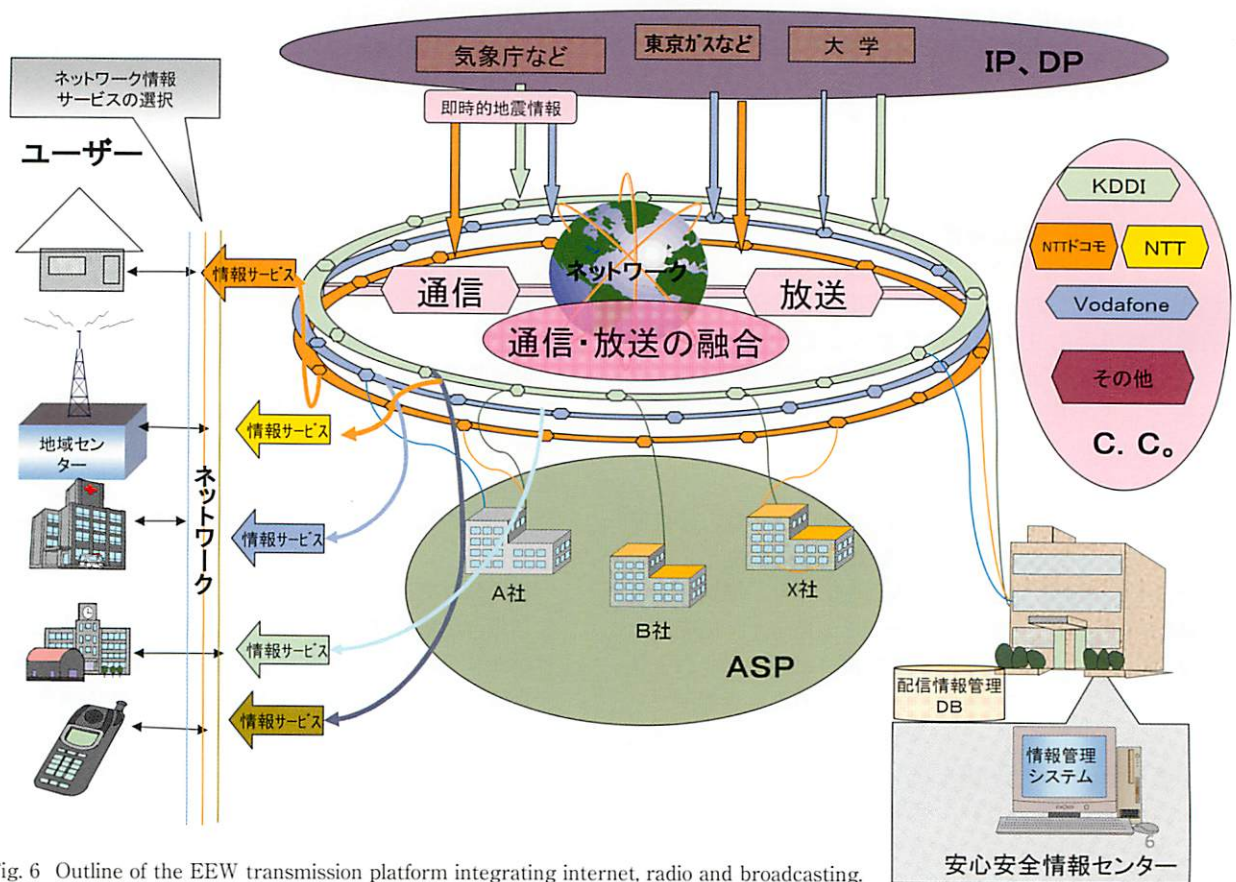 気象庁など
東京ガスなど
大学
IP、DP
ネットワーク情報
サービスの選択
即時的地震情報
ユーザー
KDDI
NTTドコモ
NTT
Vodafone
その他
C. C。
情報サービス
通信
ネットワーク
放送
通信・放送の融合
情報サービス
地域セン
ター
ネットワーク
情報サービス
A社
B社
X社
情報サービス
ASP
情報サービス
配信情報管理
DB
情報管理
システム
6
安心安全情報センター
ig. 6 Outline of the EEW transmission platform integrating internet, radio and broadcasting.